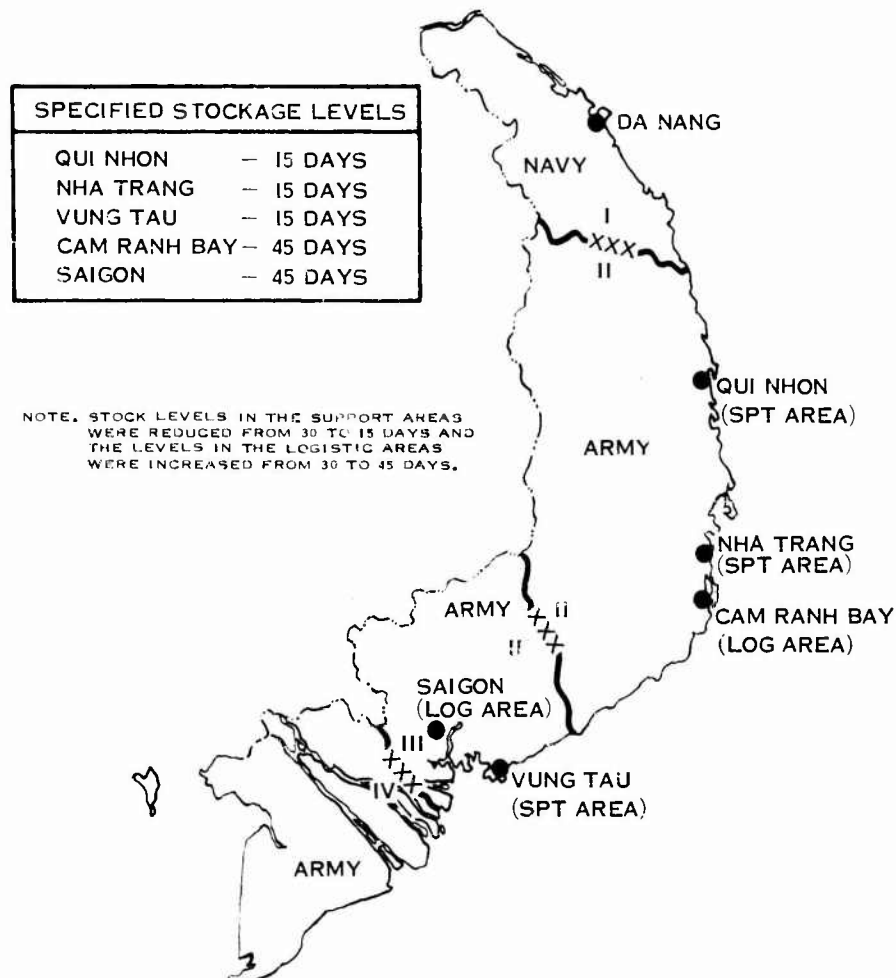 SPECIFIED STOCKAGE LEVELS
QUI NHON – 15 DAYS
NHA TRANG – 15 DAYS
VUNG TAU – 15 DAYS
CAM RANH BAY – 45 DAYS
SAIGON – 45 DAYS
NOTE. STOCK LEVELS IN THE SUPPORT AREAS
WERE REDUCED FROM 30 TO 15 DAYS AND
THE LEVELS IN THE LOGISTIC AREAS
WERE INCREASED FROM 30 TO 45 DAYS.
DA NANG
NAVY
I
XXX
II
QUI NHON
(SPT AREA)
ARMY
NHA TRANG
(SPT AREA)
CAM RANH BAY
(LOG AREA)
ARMY
II
XXX
II
SAIGON
(LOG AREA)
III
XXX
IV
VUNG TAU
(SPT AREA)
ARMY